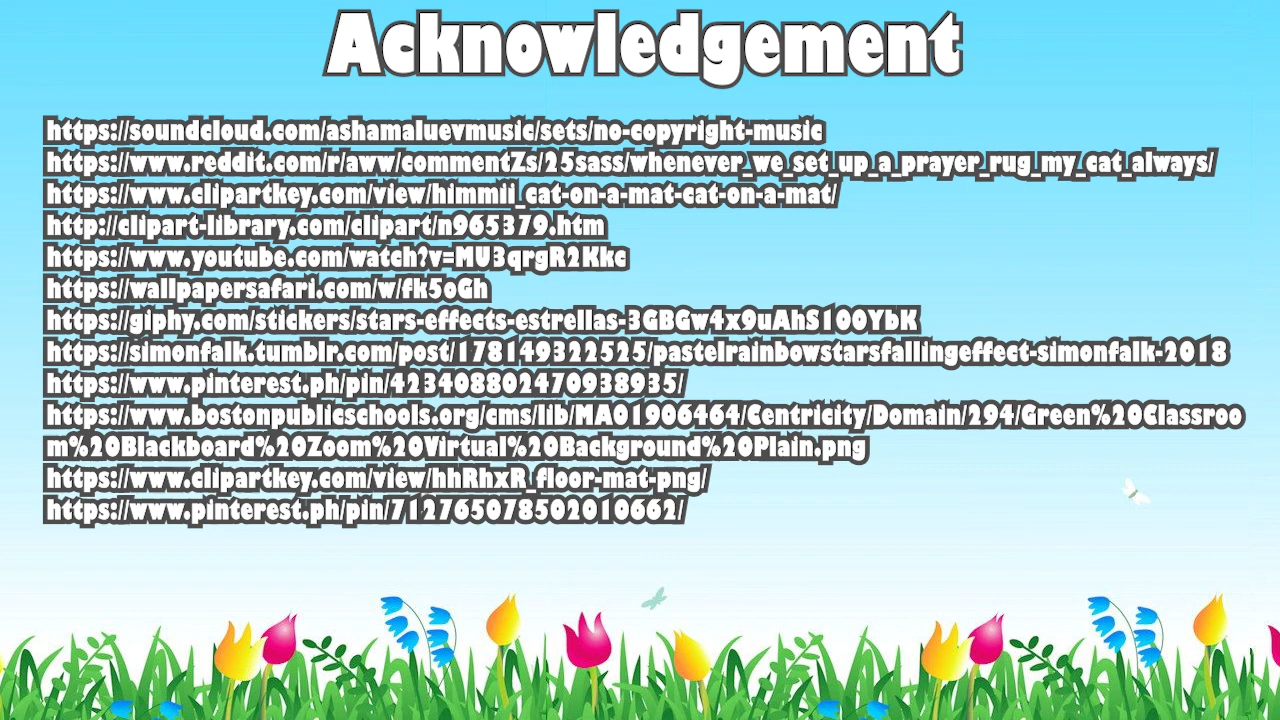 Acknowledgement
https://soundcloud.com/ashamaluevmusic/sets/no-copyright-music
https://www.reddit.com/r/aww/commentZs/25sass/whenever_we_set_up_a_prayer_rug_my_cat_always/
https://www.clipartkey.com/view/himmii_cat-on-a-mat-cat-on-a-mat/
http://clipart-library.com/clipart/n965379.htm
https://www.youtube.com/watch?v=MU3qrgR2Kkc
https://wallpapersafari.com/w/fk5oGh
https://giphy.com/stickers/stars-effects-estrellas-3GBGw4x9uAhS100YbK
https://simonfalk.tumblr.com/post/178149322525/pastelrainbowstarsfallingeffect-simonfalk-2018
https://www.pinterest.ph/pin/423408802470938935/
https://www.bostonpublicschools.org/cms/lib/MA01906464/Centricity/Domain/294/Green%20Classroo
m%20Blackboard%20Zoom%20Virtual%20Background%20Plain.png
https://www.clipartkey.com/view/hhRhxR_floor-mat-png/
https://www.pinterest.ph/pin/712765078502010662/